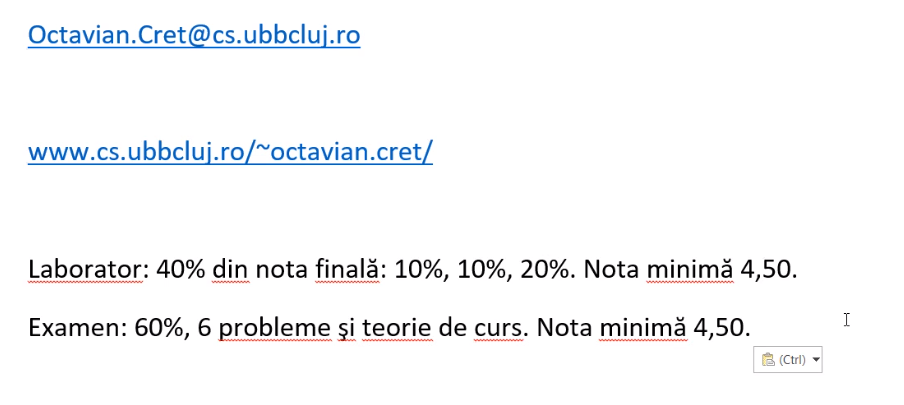 Octavian.Cret@cs.ubbcluj.ro
www.cs.ubbcluj.ro/~octavian.cret/
Laborator: 40% din nota finală: 10%, 10%, 20%. Nota minimă 4,50.
Examen: 60%, 6 probleme şi teorie de curs. Nota minimă 4,50.
(Ctrl)